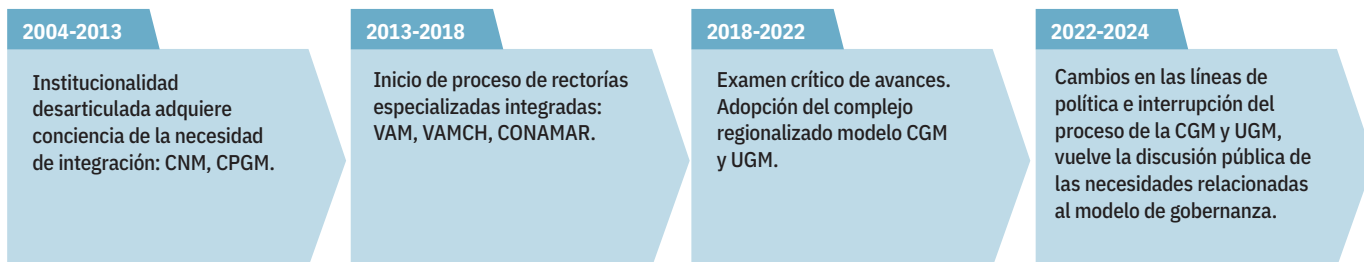 2004-2013
Institucionalidad
desarticulada adquiere
conciencia de la necesidad
de integración: CNM, CPGM.
2013-2018
Inicio de proceso de rectorías
especializadas integradas:
VAM, VAMCH, CONAMAR.
2018-2022
Examen crítico de avances.
Adopción del complejo
regionalizado modelo CGM
y UGM.
2022-2024
Cambios en las líneas de
política e interrupción del
proceso de la CGM y UGM,
vuelve la discusión pública de
las necesidades relacionadas
al modelo de gobernanza.